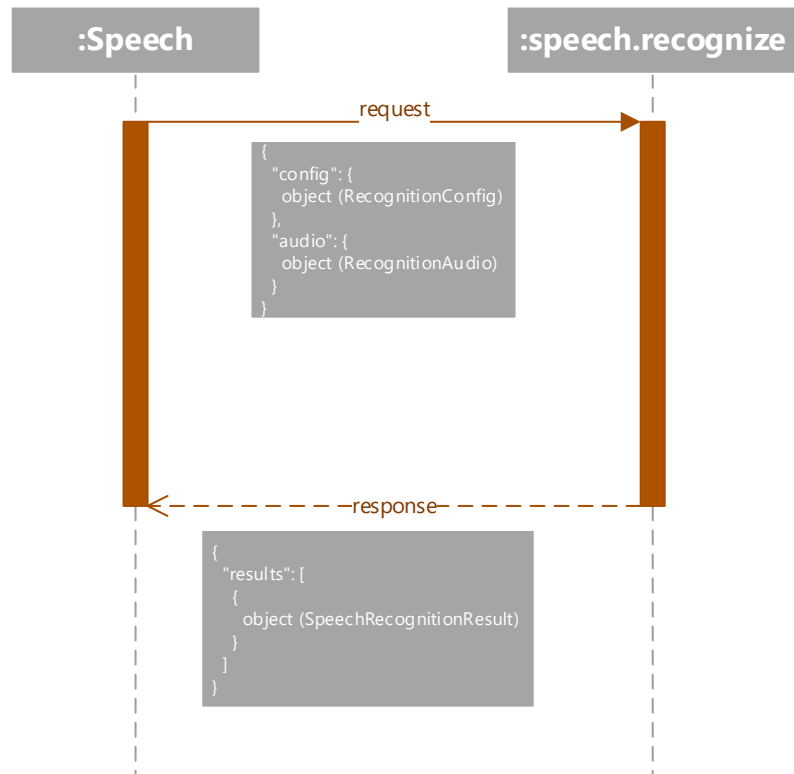 :Speech
:speech.recognize
request
{
"config": {
object (RecognitionConfig)
},
"audio": {
object (RecognitionAudio)
}
}
response
{
"results": [
{
object (SpeechRecognitionResult)
}
]
}